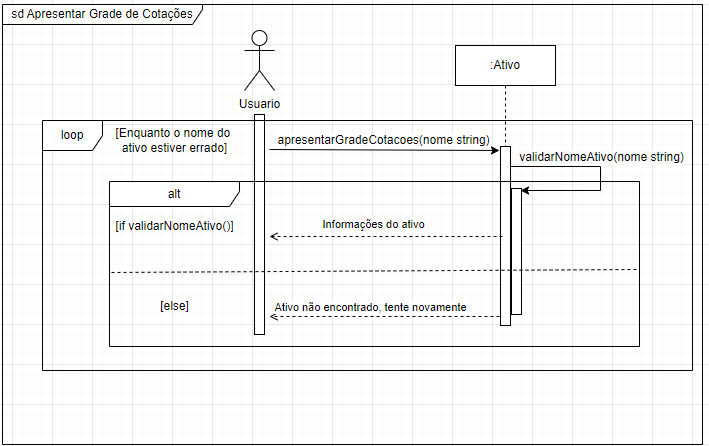 sd Apresentar Grade de Cotações
:Ativo
Usuario
loop
[Enquanto o nome do
ativo estiver errado]
apresentarGradeCotacoes(nome string)
validarNomeAtivo(nome string)
alt
[if validarNomeAtivo()]
Informações do ativo
[else]
Ativo não encontrado, tente novamente